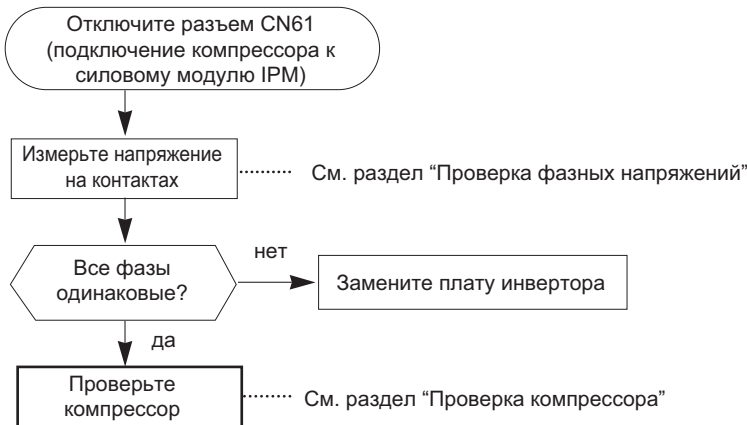 Отключите разъем CN61
(подключение компрессора к
силовому модулю IPM)
Измерьте напряжение
на контактах
См. раздел “Проверка фазных напряжений”
Все фазы
одинаковые?
нет
Замените плату инвертора
да
Проверьте
компрессор
См. раздел “Проверка компрессора”